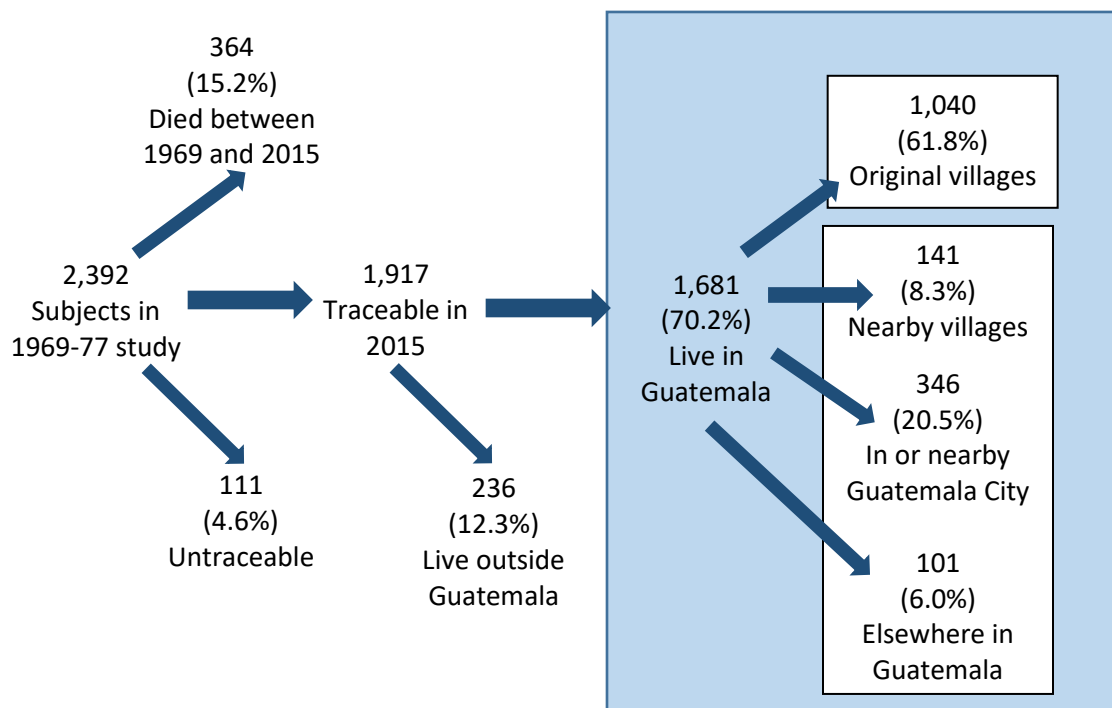 364
(15.2%)
Died between
1969 and 2015
2,392
Subjects in
1969-77 study
111
(4.6%)
Untraceable
1,917
Traceable in
2015
236
(12.3%)
Live outside
Guatemala
1,681
(70.2%)
Live in
Guatemala
1,040
(61.8%)
Original villages
141
(8.3%)
Nearby villages
346
(20.5%)
In or nearby
Guatemala City
101
(6.0%)
Elsewhere in
Guatemala